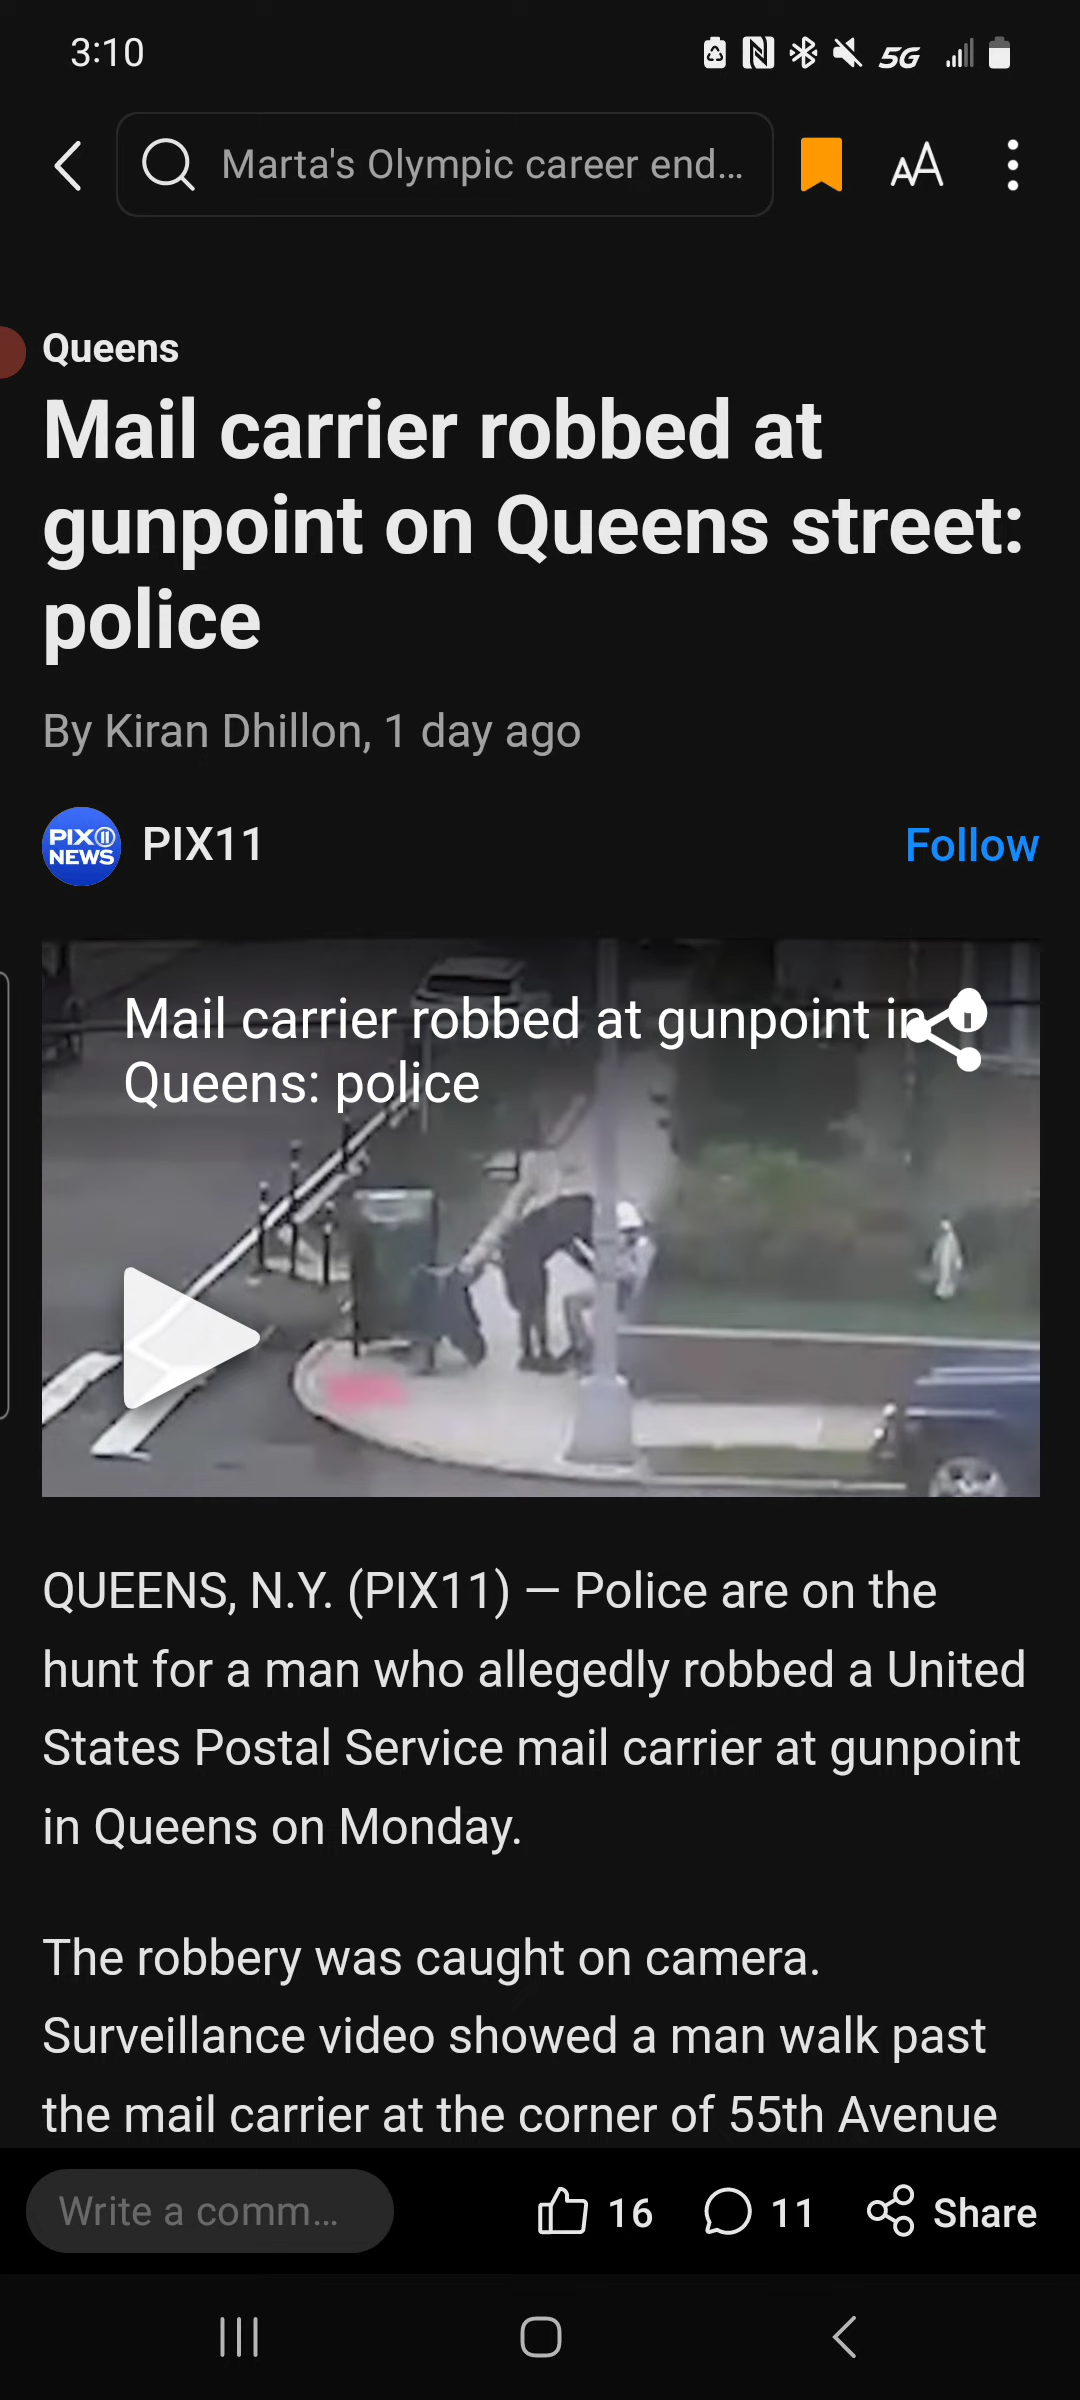 3:10
5G
Marta's Olympic career end...
AA
Queens
Mail carrier robbed at
gunpoint on Queens street:
police
By Kiran Dhillon, 1 day ago
PIX11
NEWS
PIX11
Follow
Mail carrier robbed at gunpoint in
Queens: police
QUEENS, N.Y. (PIX11) — Police are on the
hunt for a man who allegedly robbed a United
States Postal Service mail carrier at gunpoint
in Queens on Monday.
The robbery was caught on camera.
Surveillance video showed a man walk past
the mail carrier at the corner of 55th Avenue
Write a comm...
16
11
Share